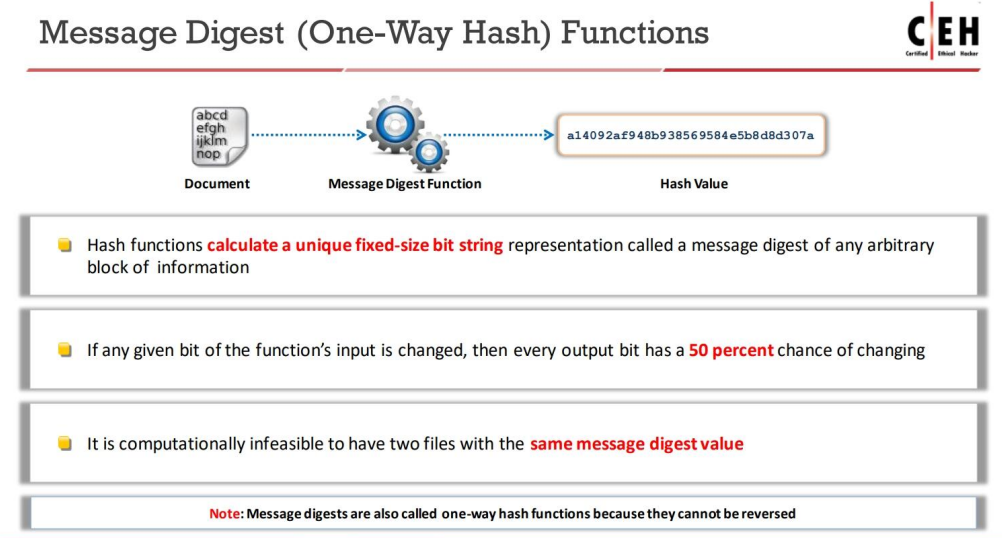 Message Digest (One-Way Hash) Functions
C|EH
Certified Ethical Hacker
abcd
efgh
ijklm
nop
a14092af948b938569584e5b8d8d307a
Document
Message Digest Function
Hash Value
Hash functions calculate a unique fixed-size bit string representation called a message digest of any arbitrary
block of information
If any given bit of the function's input is changed, then every output bit has a 50 percent chance of changing
It is computationally infeasible to have two files with the same message digest value
Note: Message digests are also called one-way hash functions because they cannot be reversed